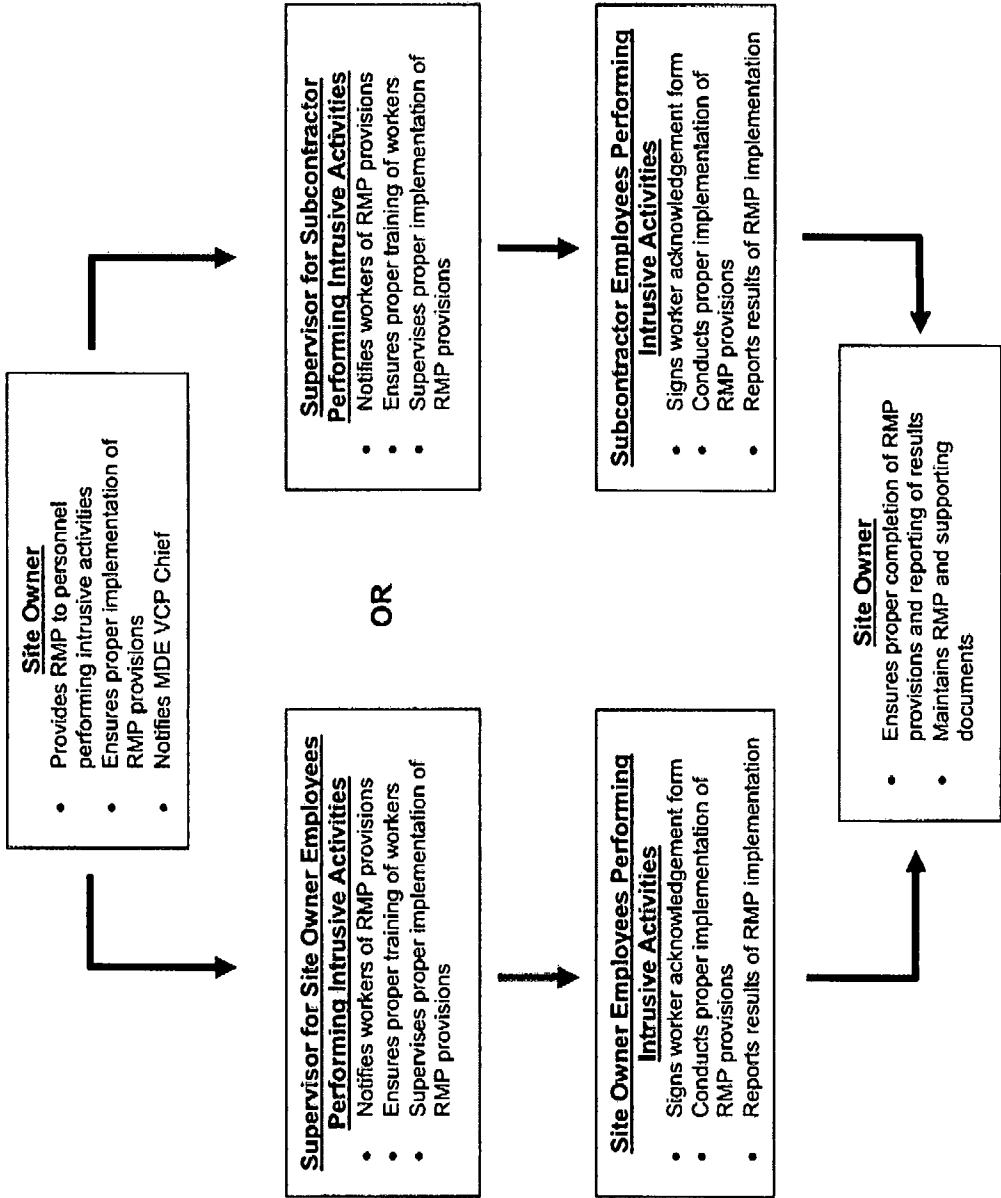 Site Owner
• Provides RMP to personnel
performing intrusive activities
• Ensures proper implementation of
RMP provisions
• Notifies MDE VCP Chief
Supervisor for Site Owner Employees
Performing Intrusive Activities
• Notifies workers of RMP provisions
• Ensures proper training of workers
• Supervises proper implementation of
RMP provisions
OR
Supervisor for Subcontractor
Performing Intrusive Activities
• Notifies workers of RMP provisions
• Ensures proper training of workers
• Supervises proper implementation of
RMP provisions
Site Owner Employees Performing
Intrusive Activities
• Signs worker acknowledgement form
• Conducts proper implementation of
RMP provisions
• Reports results of RMP implementation
Subcontractor Employees Performing
Intrusive Activities
• Signs worker acknowledgement form
• Conducts proper implementation of
RMP provisions
• Reports results of RMP implementation
Site Owner
• Ensures proper completion of RMP
provisions and reporting of results
• Maintains RMP and supporting
documents